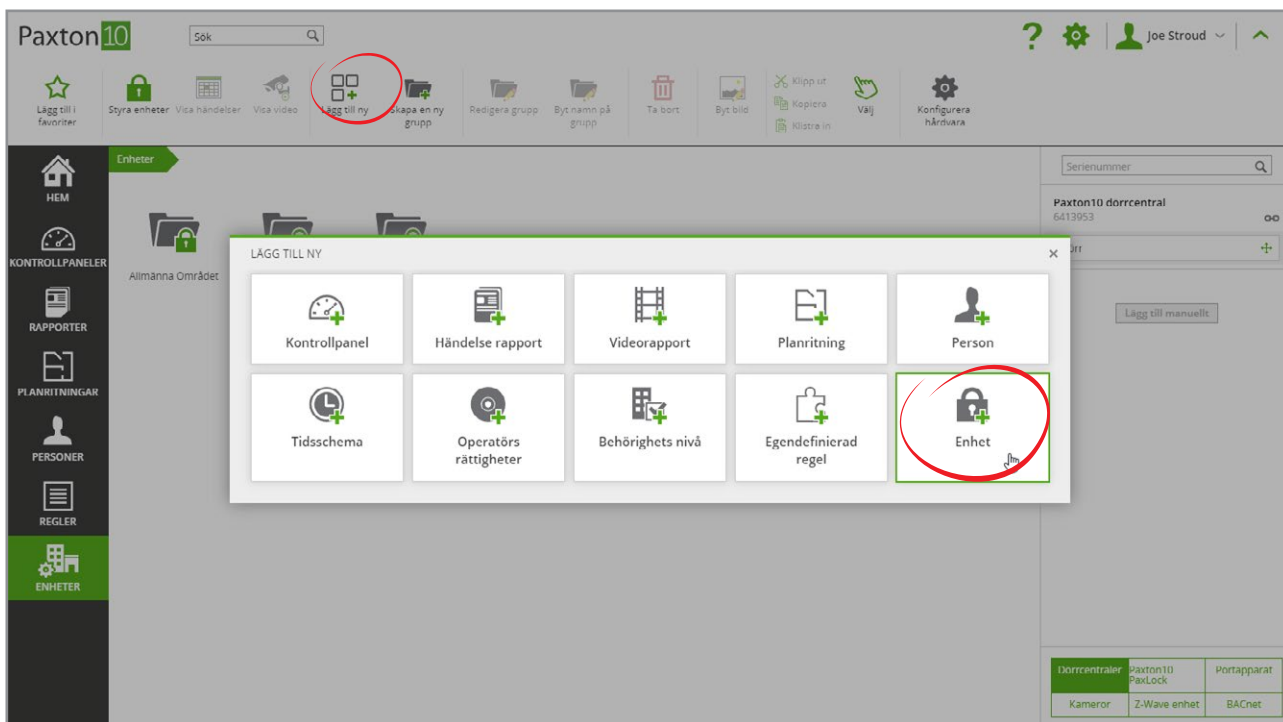 Paxton10
Sök
Joe Stroud
Lägg till i
favoriter
Styra enheter
Visa händelser
Visa video
Lägg till ny
Skapa en ny
grupp
Redigera grupp
Byt namn på
grupp
Ta bort
Byt bild
Klipp ut
Kopiera
Klistra in
Välj
Konfigurera
hårdvara
HEM
KONTROLLPANELER
RAPPORTER
PLANRITNINGAR
PERSONER
REGLER
ENHETER
Enheter
Allmänna Området
LÄGG TILL NY
Kontrollpanel
Händelse rapport
Videorapport
Planritning
Person
Tidsschema
Operatörs
rättigheter
Behörighets nivå
Egendefinierad
regel
Enhet
Serienummer
Paxton10 dörrcentral
6413953
Lägg till manuellt
Dörrcentraler
Paxton10
PaxLock
Portapparat
Kameror
Z-Wave enhet
BACnet